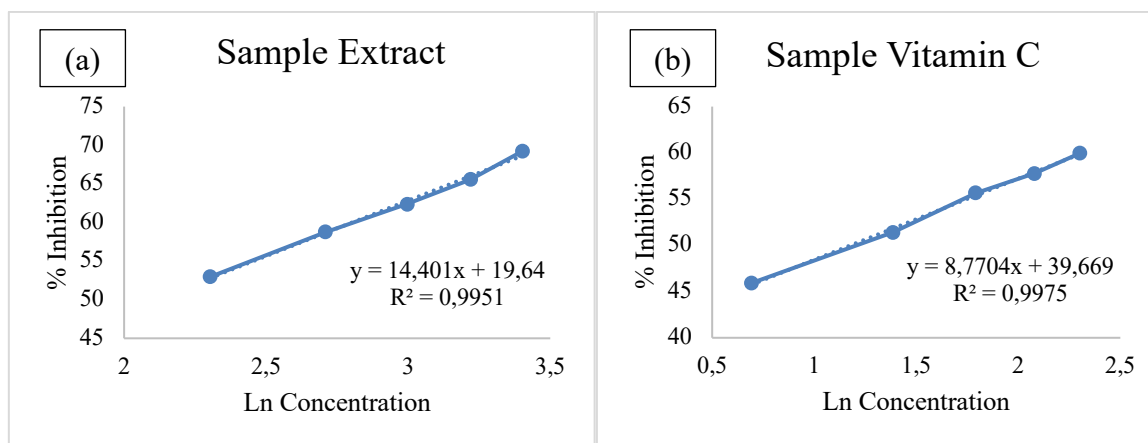 (a)
Sample Extract
75
70
65
60
55
50
45
% Inhibition
y = 14,401x + 19,64
R² = 0,9951
2
2,5
3
3,5
Ln Concentration
(b)
Sample Vitamin C
65
60
55
50
45
40
% Inhibition
y = 8,7704x + 39,669
R² = 0,9975
0,5
1
1,5
2
2,5
Ln Concentration